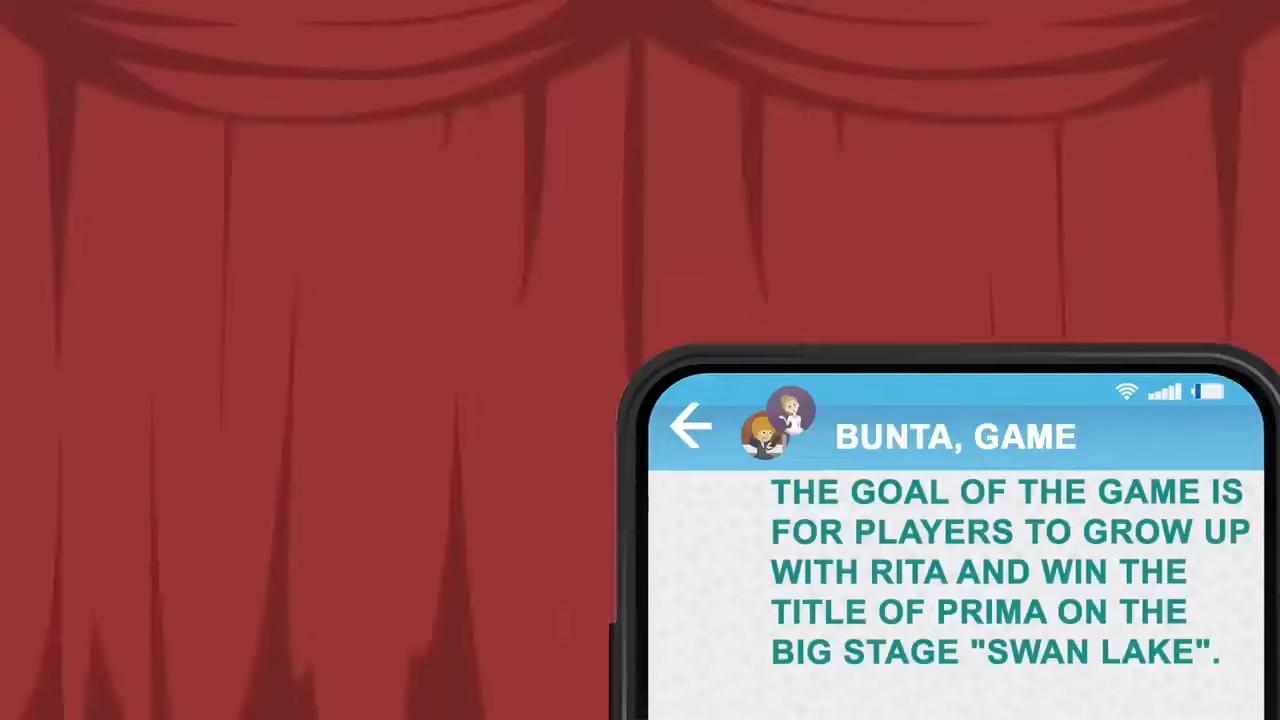 BUNTA, GAME
THE GOAL OF THE GAME IS
FOR PLAYERS TO GROW UP
WITH RITA AND WIN THE
TITLE OF PRIMA ON THE
BIG STAGE "SWAN LAKE".